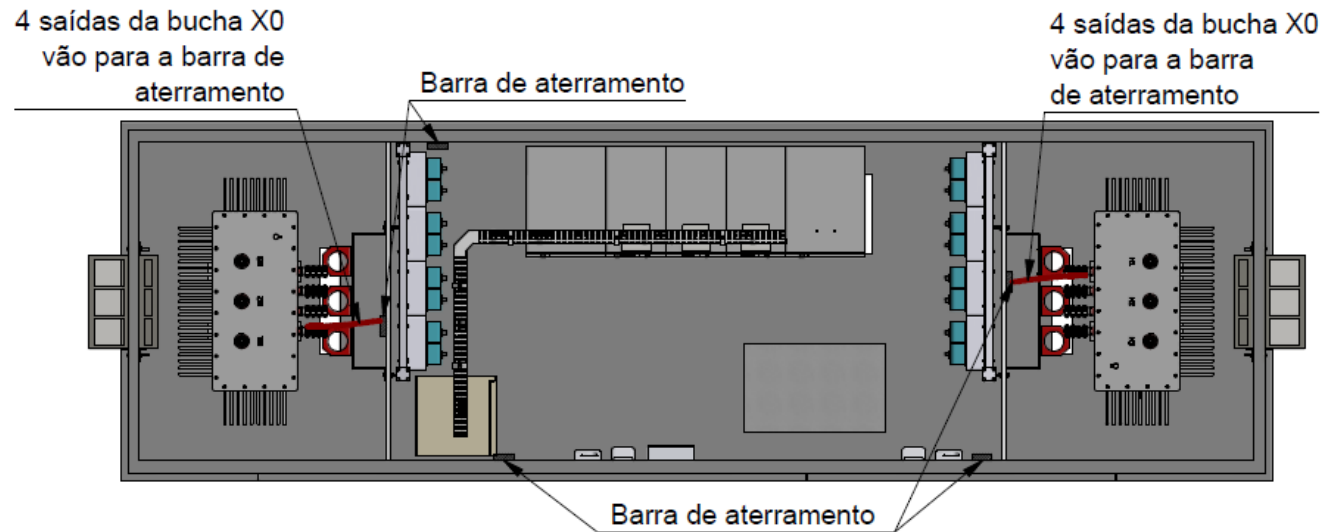 4 saídas da bucha X0
vão para a barra de
aterramento
Barra de aterramento
4 saídas da bucha X0
vão para a barra
de aterramento
Barra de aterramento